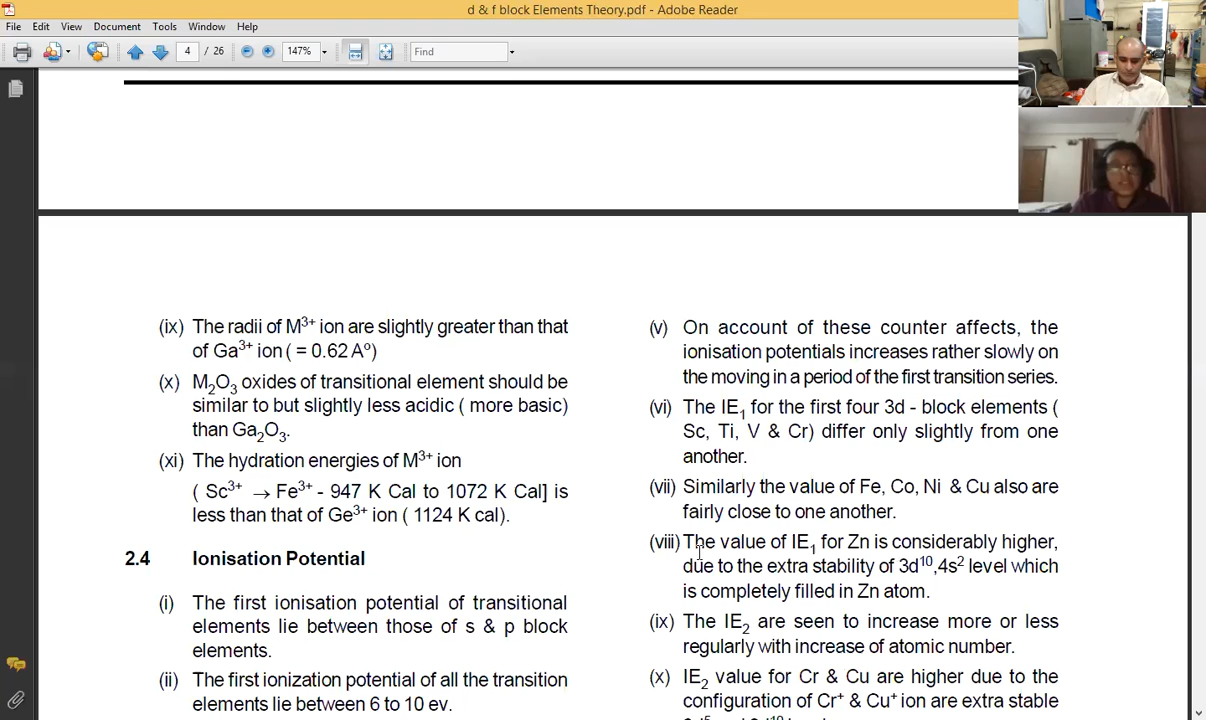 d & f block Elements Theory.pdf - Adobe Reader
File Edit View Document Tools Window Help
4 / 26 147% Find
(ix) The radii of M3+ ion are slightly greater than that
of Ga3+ ion ( = 0.62 Aº)
(x) M2O3 oxides of transitional element should be
similar to but slightly less acidic ( more basic)
than Ga2O3.
(xi) The hydration energies of M3+ ion
( Sc3+ → Fe3+ - 947 K Cal to 1072 K Cal] is
less than that of Ge3+ ion ( 1124 K cal).
2.4 Ionisation Potential
(i) The first ionisation potential of transitional
elements lie between those of s & p block
elements.
(ii) The first ionization potential of all the transition
elements lie between 6 to 10 ev.
(v) On account of these counter affects, the
ionisation potentials increases rather slowly on
the moving in a period of the first transition series.
(vi) The IE1 for the first four 3d - block elements (
Sc, Ti, V & Cr) differ only slightly from one
another.
(vii) Similarly the value of Fe, Co, Ni & Cu also are
fairly close to one another.
(viii) The value of IE1 for Zn is considerably higher,
due to the extra stability of 3d10,4s2 level which
is completely filled in Zn atom.
(ix) The IE2 are seen to increase more or less
regularly with increase of atomic number.
(x) IE2 value for Cr & Cu are higher due to the
configuration of Cr+ & Cu+ ion are extra stable